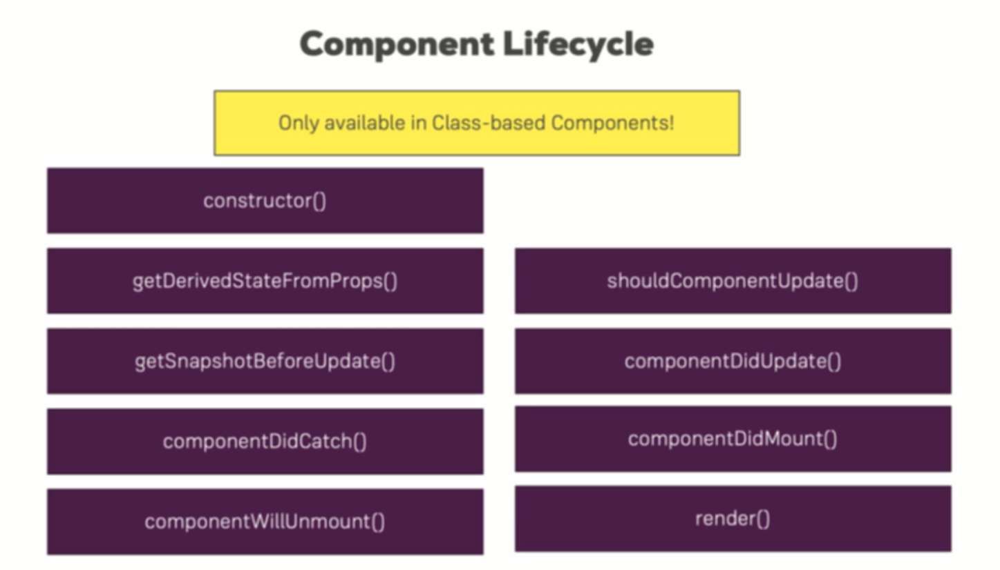 Component Lifecycle
Only available in Class-based Components!
constructor()
getDerivedStateFromProps()
shouldComponentUpdate()
getSnapshotBeforeUpdate()
componentDidUpdate()
componentDidCatch()
componentDidMount()
componentWillUnmount()
render()